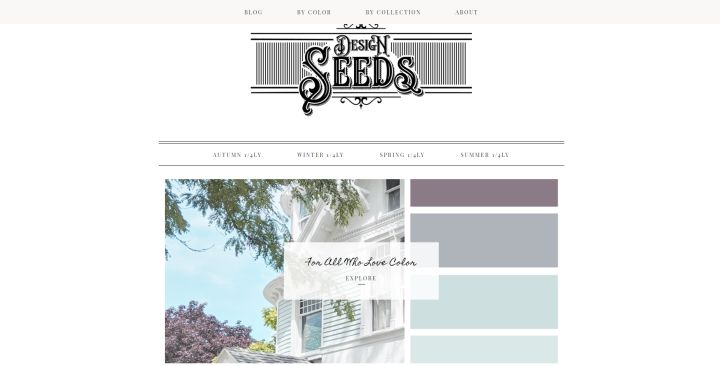 BLOG BY COLOR BY COLLECTION ABOUT
DESIGN
SEEDS
AUTUMN 1/4LY WINTER 1/4LY SPRING 1/4LY SUMMER 1/4LY
For All Who Love Color
EXPLORE